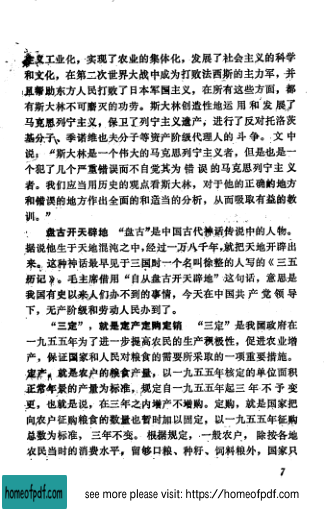 主义工业化，实现了农业的集体化，发展了社会主义的科学
和文化，在第二次世界大战中成为打败法西斯的主力军，并
且帮助东方人民打败了日本军国主义，在所有这些方面，都
有斯大林不可磨灭的功劳。斯大林创造性地运用和发展了
马克思列宁主义，保卫了列宁主义遗产，进行了反对托洛茨
基分子、季诺维也夫分子等资产阶级代理人的斗争。文中
说，“斯大林是一个伟大的马克思列宁主义者，但是也是一
个犯了几个严重错误而不自觉其为错误的马克思列宁主义
者。我们应当用历史的观点看斯大林，对于他的正确的地方
和错误的地方作出全面的和适当的分析，从而吸取有益的教
训。”
盘古开天辟地 “盘古”是中国古代神话传说中的人物。
据说他生于天地混沌之中，经过一万八千年，就把天地开辟出
来。这种神话最早见于三国时一个名叫徐整的人写的《三五
历记》。毛主席借用“自从盘古开天辟地”这句话，意思是
我国有史以来人们办不到的事情，今天在中国共产党领导
下，无产阶级和劳动人民办到了。
“三定”，就是定产定购定销 “三定”是我国政府在
一九五五年为了进一步提高农民的生产积极性，促进农业增
产，保证国家和人民对粮食的需要所采取的一项重要措施。
定产，就是农户的粮食产量，以一九五五年核定的单位面积
正常年景的产量为标准，规定自一九五五年起三年不予变
更，也就是说，在三年之内增产不增购。定购，就是国家把
向农户征购粮食的数量也暂时加以固定，以一九五五年征购
总数为标准，三年不变。根据规定，一般农户，除按各地
农民当时的消费水平，留够口粮、种籽、饲料粮外，国家只
7
homeofpdf.com
see more please visit: https://homeofpdf.com